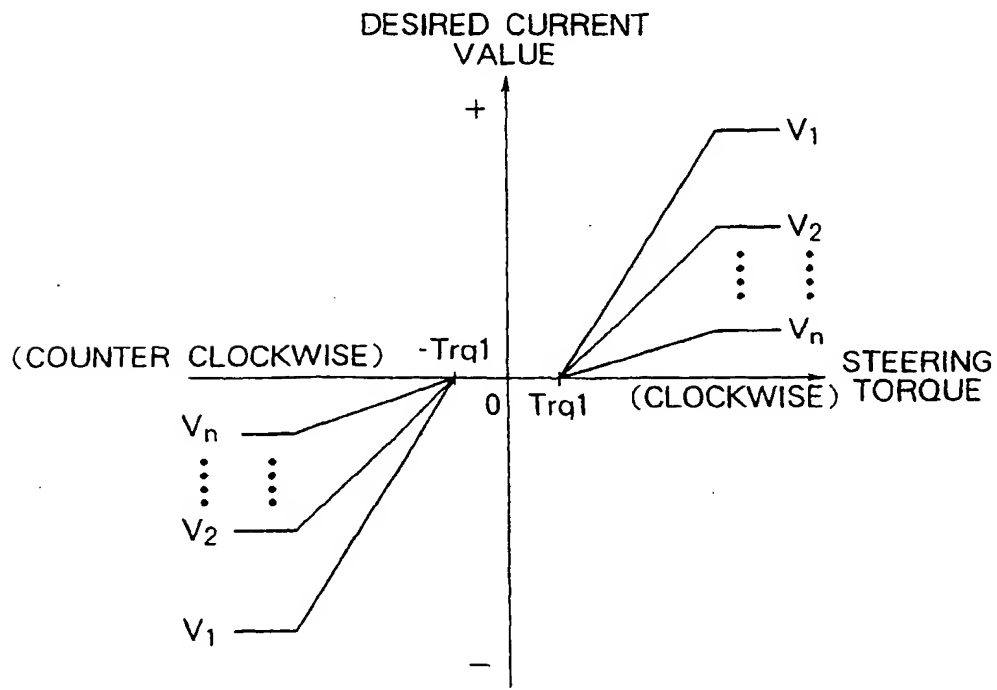 DESIRED CURRENT
VALUE
+
V1
V2
Vn
(COUNTER CLOCKWISE)
-Trq1
STEERING
TORQUE
0
Trq1
(CLOCKWISE)
Vn
V2
V1
−